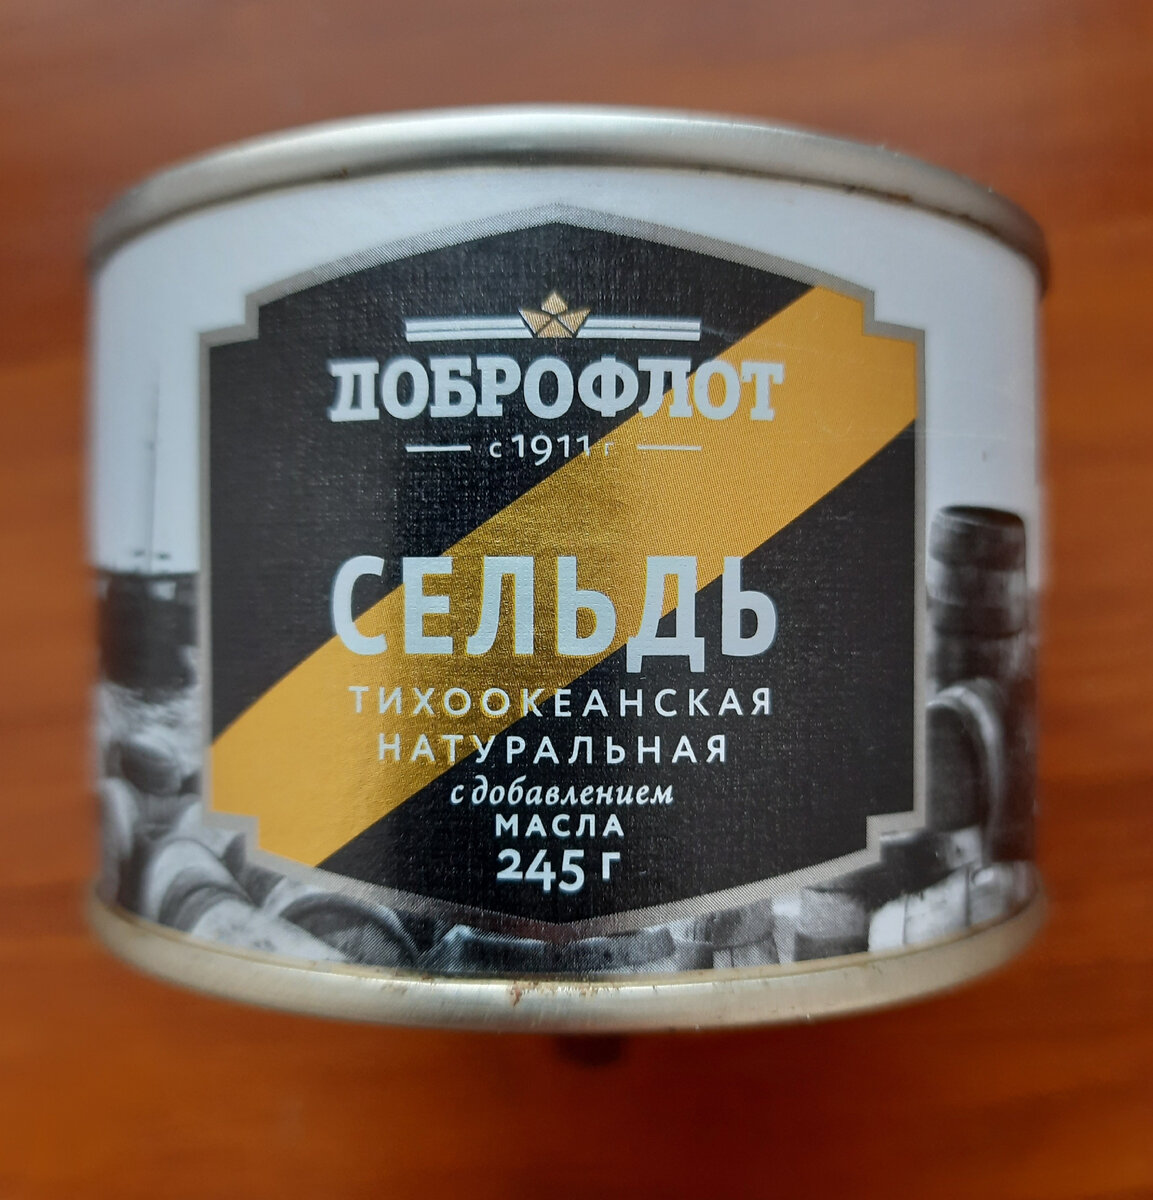 ДОБРОФЛОТ
с 1911 г
СЕЛЬДЬ
ТИХООКЕАНСКАЯ
НАТУРАЛЬНАЯ
с добавлением
МАСЛА
245 г